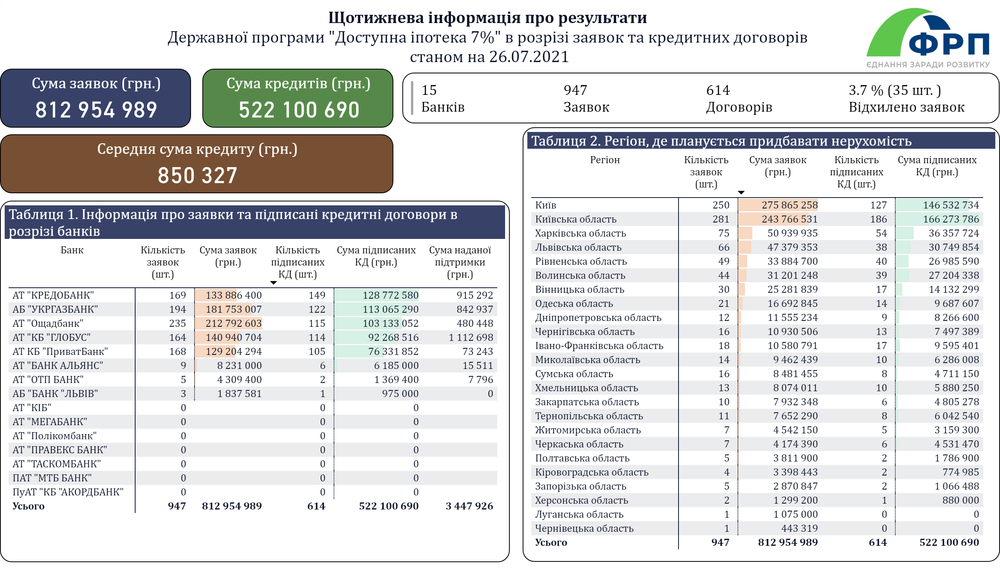 Щотижнева інформація про результати
Державної програми "Доступна іпотека 7%" в розрізі заявок та кредитних договорів
станом на 26.07.2021
ФРП
ЄДНАННЯ ЗАРАДИ РОЗВИТКУ
Сума заявок (грн.)
812 954 989
Сума кредитів (грн.)
522 100 690
15 947 614 3.7 % (35 шт. )
Банків Заявок Договорів Відхилено заявок
Середня сума кредиту (грн.)
850 327
Таблиця 1. Інформація про заявки та підписані кредитні договори в
розрізі банків
Банк Кількість Сума заявок Кількість Сума підписаних Сума наданої
заявок (грн.) підписаних КД (грн.) підтримки
(шт.) КД (шт.) (грн.)
АТ "КРЕДОБАНК" 169 133 886 400 149 128 772 580 915 292
АБ "УКРГАЗБАНК" 194 181 753 007 122 113 065 290 842 937
АТ "Ощадбанк" 235 212 792 603 115 103 133 052 480 448
АТ "КБ "ГЛОБУС" 164 140 940 704 114 92 268 516 1 112 698
АТ КБ "ПриватБанк" 168 129 204 294 105 76 331 852 73 243
АТ "БАНК АЛЬЯНС" 9 8 231 000 6 6 185 000 15 511
АТ "ОТП БАНК" 5 4 309 400 2 1 369 400 7 796
АБ "БАНК "ЛЬВІВ" 3 1 837 581 1 975 000 0
АТ "КІБ" 0 0 0
АТ "МЕГАБАНК" 0 0 0
АТ "Полікомбанк" 0 0 0
АТ "ПРАВЕКС БАНК" 0 0 0
АТ "ТАСКОМБАНК" 0 0 0
ПАТ "МТБ БАНК" 0 0 0
ПуАТ "КБ "АКОРДБАНК" 0 0 0
Усього 947 812 954 989 614 522 100 690 3 447 926
Таблиця 2. Регіон, де планується придбавати нерухомість
Регіон Кількість Сума заявок Кількість Сума підписаних
заявок (грн.) підписаних КД (грн.)
(шт.) КД (шт.)
Київ 250 275 865 258 127 146 532 734
Київська область 281 243 766 531 186 166 273 786
Харківська область 75 50 939 935 54 36 357 724
Львівська область 66 47 379 353 38 30 749 854
Рівненська область 49 33 884 700 40 26 985 590
Волинська область 44 31 201 248 39 27 204 338
Вінницька область 30 25 281 839 17 14 132 299
Одеська область 21 16 692 845 14 9 687 607
Дніпропетровська область 12 11 555 234 9 8 266 600
Чернігівська область 16 10 930 506 13 7 497 389
Івано-Франківська область 18 10 580 791 17 9 595 401
Миколаївська область 14 9 462 439 10 6 286 008
Сумська область 16 8 481 455 8 4 711 150
Хмельницька область 13 8 074 011 10 5 880 250
Закарпатська область 10 7 932 348 6 4 805 278
Тернопільська область 11 7 652 290 8 6 042 540
Житомирська область 7 4 542 150 5 3 159 300
Черкаська область 7 4 174 390 6 4 531 470
Полтавська область 5 3 811 900 2 1 786 900
Кіровоградська область 4 3 398 443 2 774 985
Запорізька область 5 2 870 847 2 1 066 488
Херсонська область 2 1 299 200 1 880 000
Луганська область 1 1 075 000 0 0
Чернівецька область 1 443 319 0 0
Усього 947 812 954 989 614 522 100 690